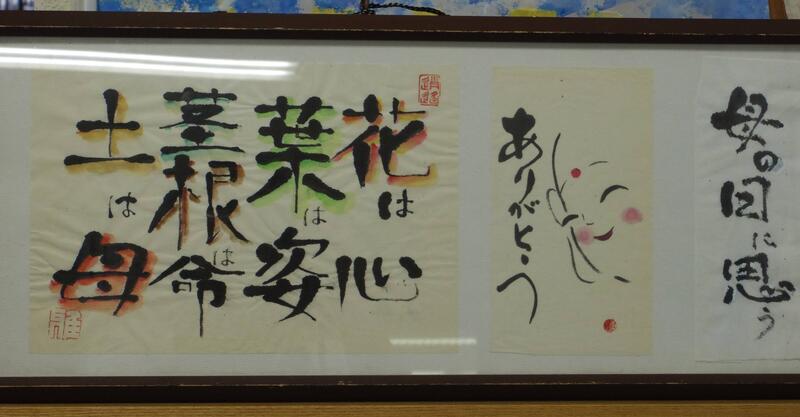 母の日に思う
ありがとう
花は心
葉は姿
茎根は命
土は母